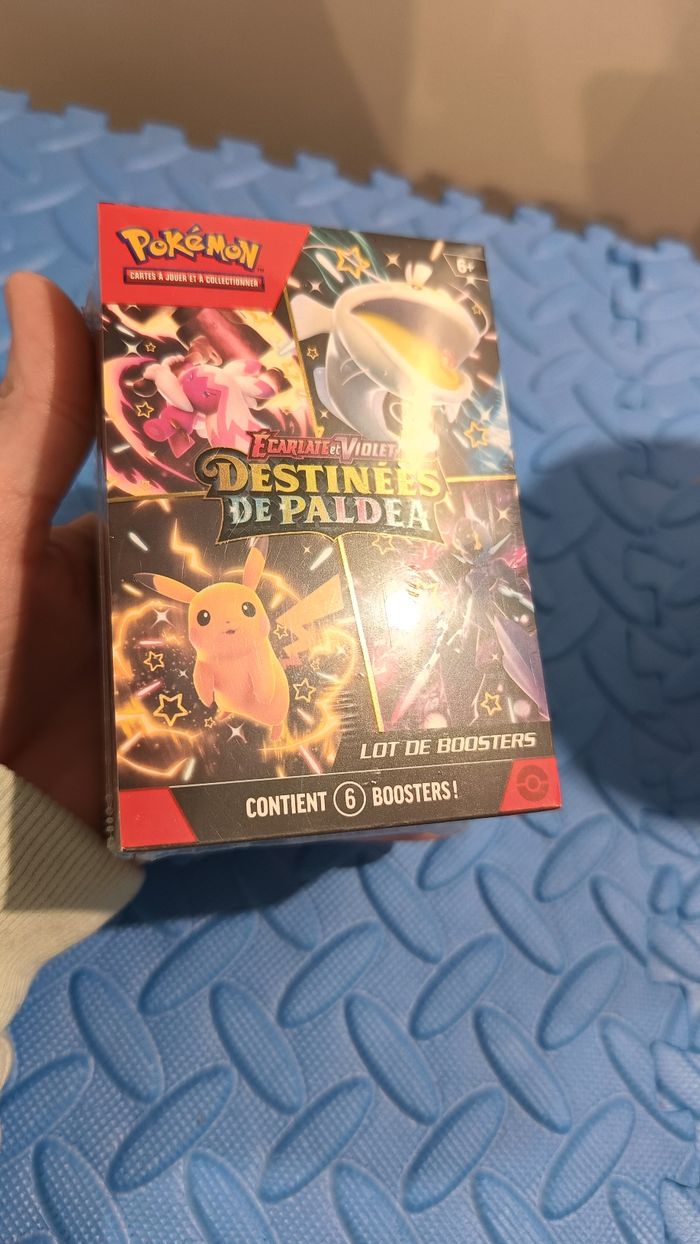 POKéMON
CARTES À JOUER ET À COLLECTIONNER
6+
ÉCARLATE et VIOLET
DESTINÉES
DE PALDEA
LOT DE BOOSTERS
CONTIENT 6 BOOSTERS!